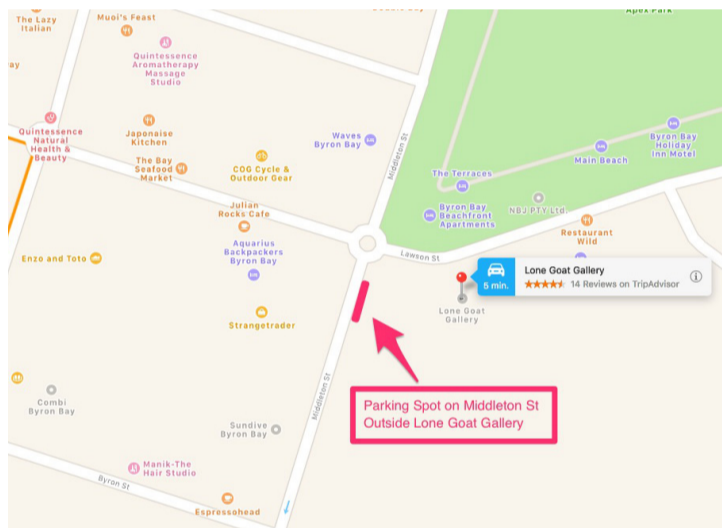 The Lazy
Italian
Muoi's Feast
Apex Park
Quintessence
Aromatherapy
Massage
Studio
Quintessence
Natural
Health &
Beauty
Japonaise
Kitchen
The Bay
Seafood
Market
COG Cycle &
Outdoor Gear
Waves
Byron Bay
Middleton St
Byron Bay
Holiday
Inn Motel
Main Beach
The Terraces
NBJ PTY Ltd.
Byron Bay
Beachfront
Apartments
Restaurant
Wild
Julian
Rocks Cafe
Aquarius
Backpackers
Byron Bay
Lawson St
Enzo and Toto
5 min.
Lone Goat Gallery
14 Reviews on TripAdvisor
Lone Goat
Gallery
Strangetrader
Parking Spot on Middleton St
Outside Lone Goat Gallery
Middleton St
Combi
Byron Bay
Sundive
Byron Bay
Manik-The
Hair Studio
Byron St
Espressohead